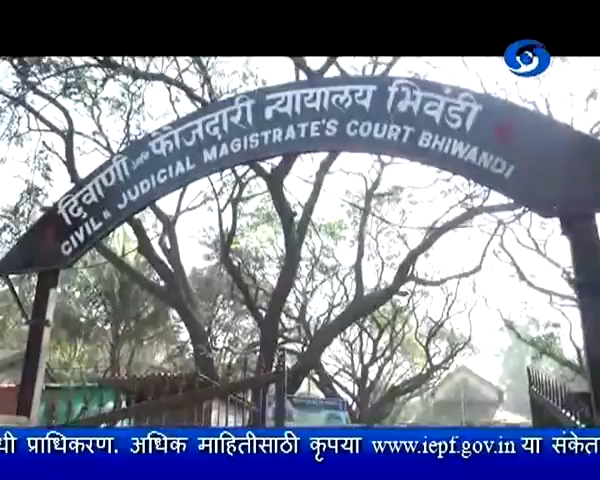 दिवाणी आणि फौजदारी न्यायालय भिवंडी
CIVIL & JUDICIAL MAGISTRATE'S COURT BHIWANDI
धी प्राधिकरण. अधिक माहितीसाठी कृपया www.iepf.gov.in या संकेत